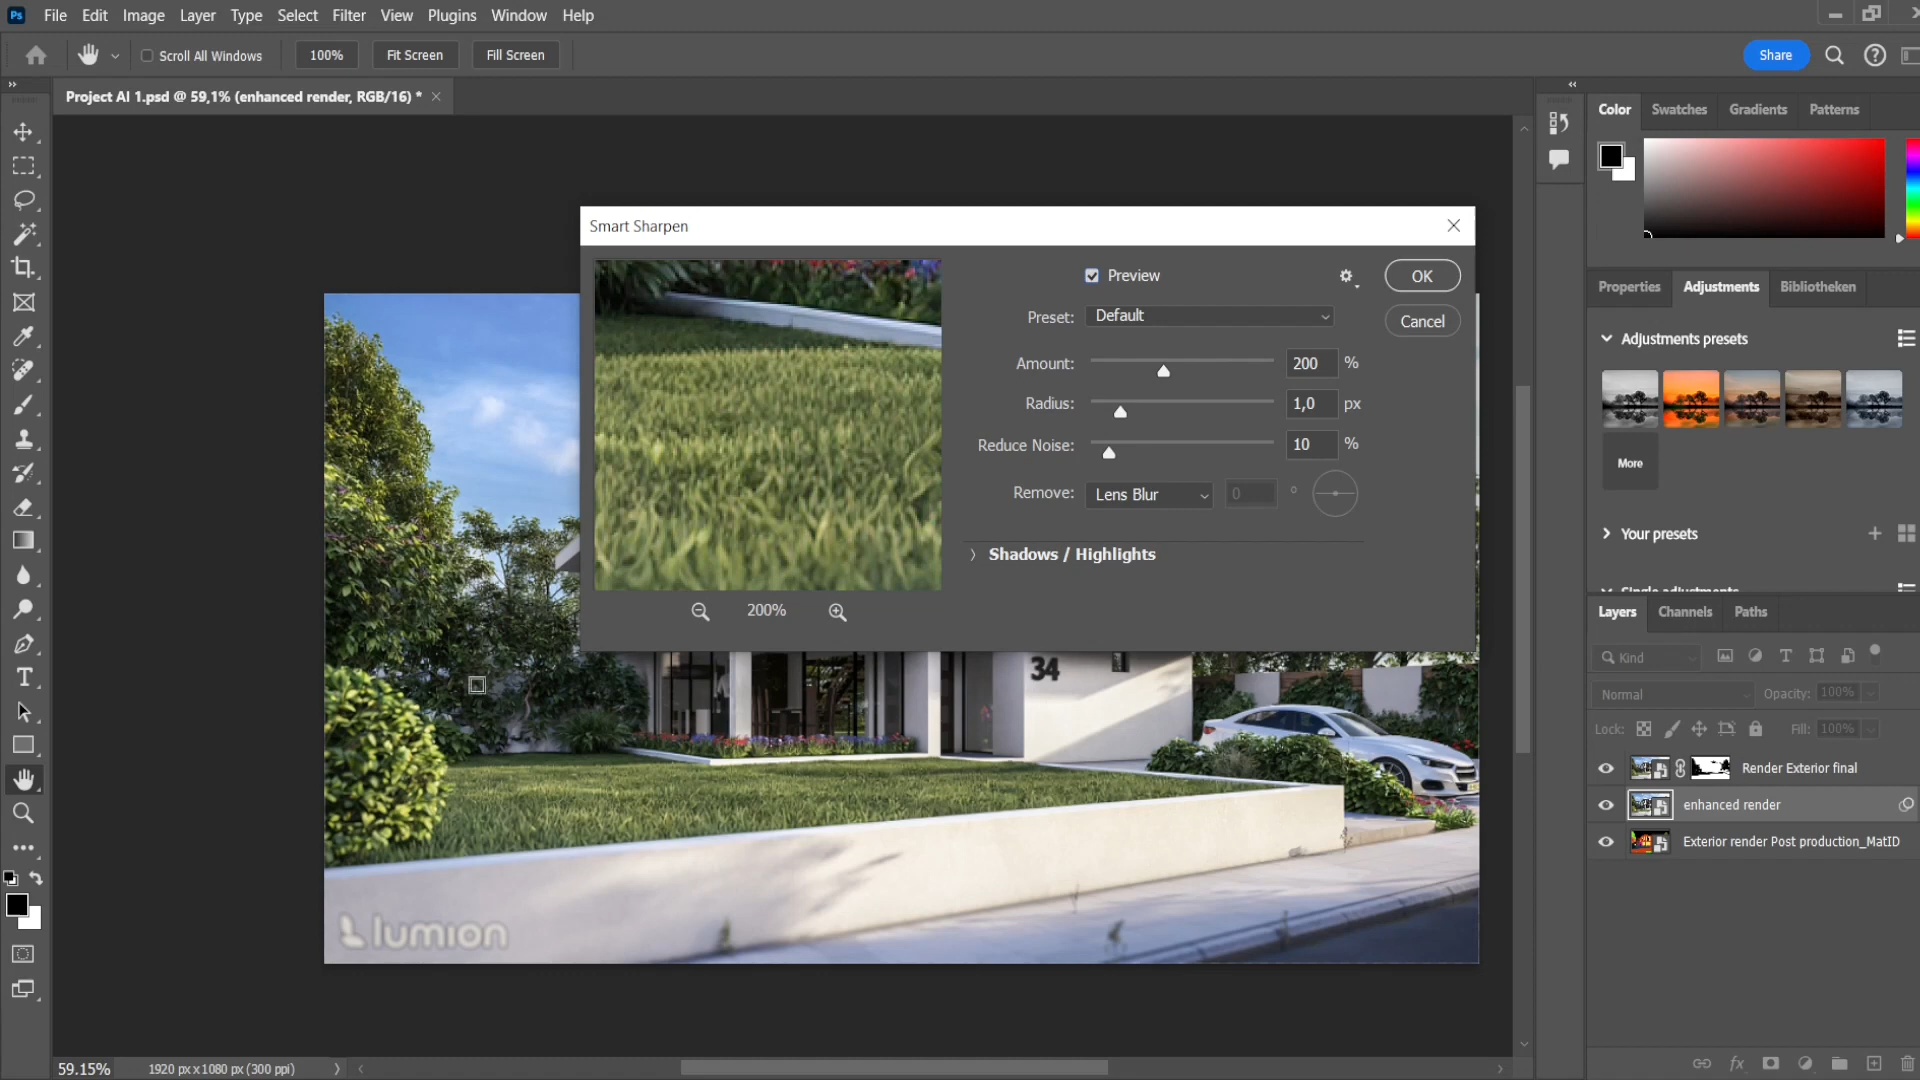 Ps File Edit Image Layer Type Select Filter View Plugins Window Help
Scroll All Windows 100% Fit Screen Fill Screen Share
Project AI 1.psd @ 59,1% (enhanced render, RGB/16) *
Color Swatches Gradients Patterns
Smart Sharpen
Preview
OK
Preset: Default
Cancel
Amount: 200 %
Radius: 1,0 px
Reduce Noise: 10 %
Remove: Lens Blur 0 °
Shadows / Highlights
200%
Properties Adjustments Bibliotheken
Adjustments presets
More
Your presets
Single adjustments
Layers Channels Paths
Kind
Normal Opacity: 100%
Lock: Fill: 100%
Render Exterior final
enhanced render
Exterior render Post production_MatID
34
lumion
59.15% 1920 px x 1080 px (300 ppi)
fx